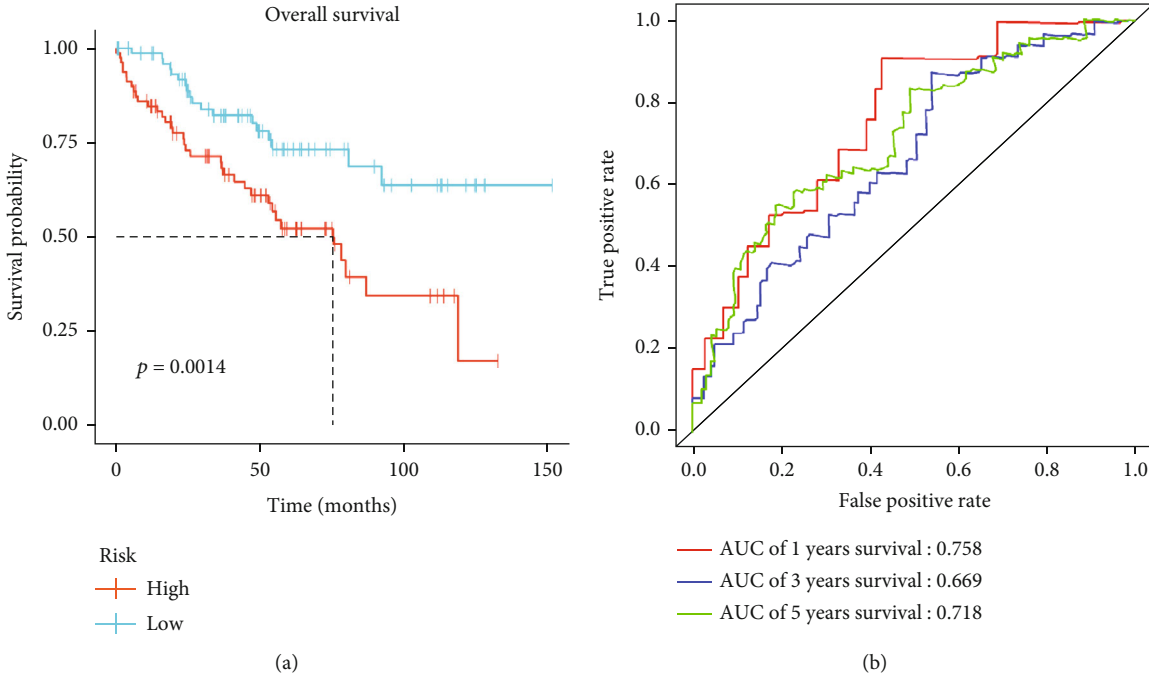 Overall survival
1.00
0.75
0.50
0.25
0.00
Survival probability
p = 0.0014
0 50 100 150
Time (months)
Risk
High
Low
(a)
1.0
0.8
0.6
0.4
0.2
0.0
True positive rate
0.0 0.2 0.4 0.6 0.8 1.0
False positive rate
AUC of 1 years survival : 0.758
AUC of 3 years survival : 0.669
AUC of 5 years survival : 0.718
(b)